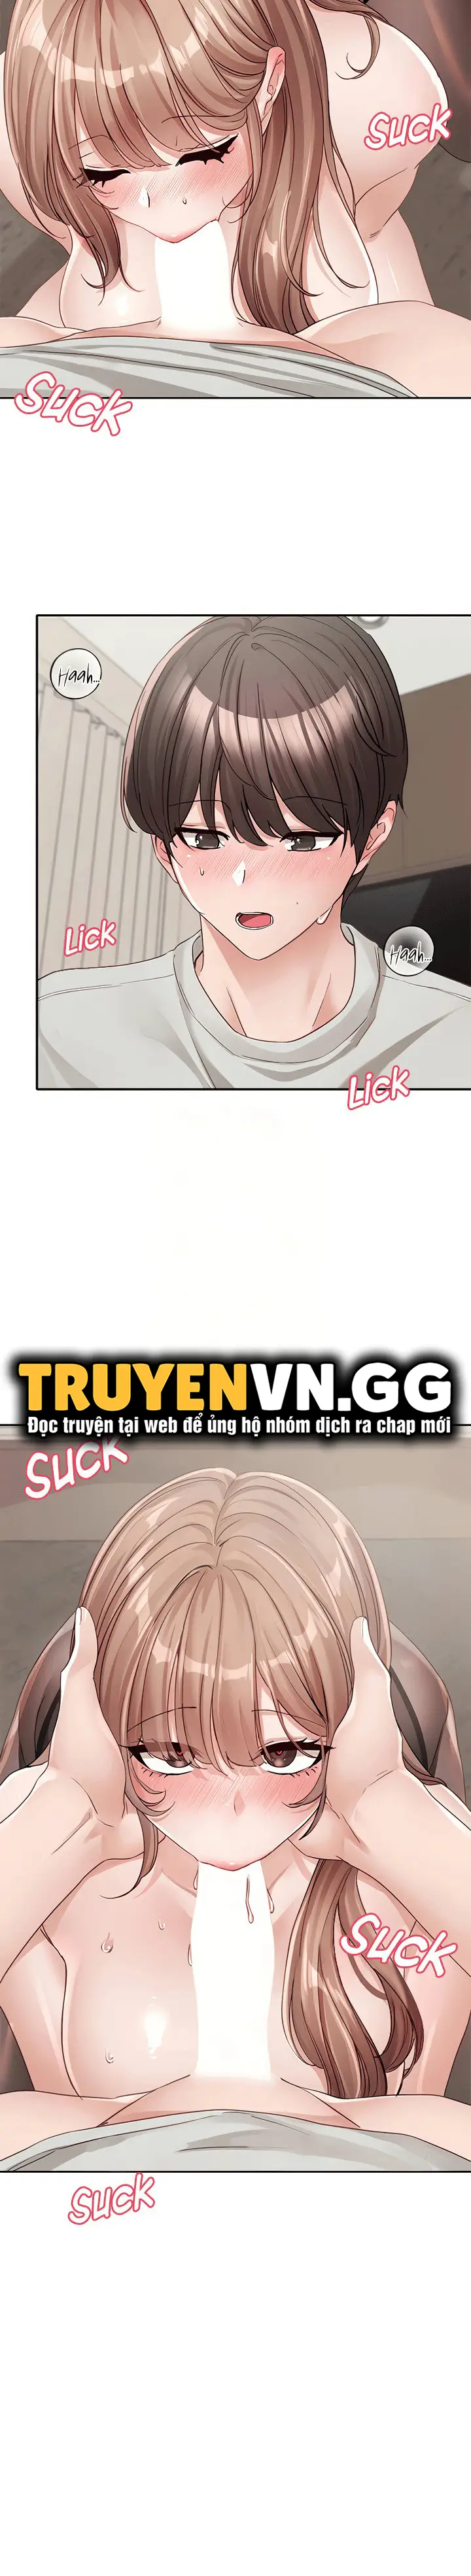 SUCK
SUCK
Haah...
Lick
Haah...
Lick
TRUYENVN.GG
Đọc truyện tại web để ủng hộ nhóm dịch ra chap mới
SUCK
SUCK
SUCK